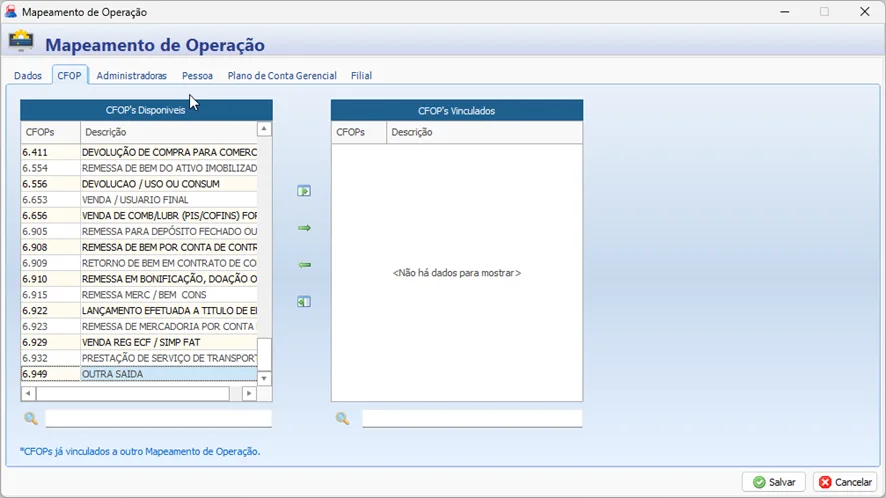 Mapeamento de Operação
Mapeamento de Operação
Dados CFOP Administradoras Pessoa Plano de Conta Gerencial Filial
CFOP's Disponiveis
CFOPs Descrição
6.411 DEVOLUÇÃO DE COMPRA PARA COMERC
6.554 REMESSA DE BEM DO ATIVO IMOBILIZAD
6.556 DEVOLUCAO / USO OU CONSUM
6.653 VENDA / USUARIO FINAL
6.656 VENDA DE COMB/LUBR (PIS/COFINS) FOR
6.905 REMESSA PARA DEPÓSITO FECHADO OU
6.908 REMESSA DE BEM POR CONTA DE CONTR
6.909 RETORNO DE BEM EM CONTRATO DE CO
6.910 REMESSA EM BONIFICAÇÃO, DOAÇÃO O
6.915 REMESSA MERC / BEM CONS
6.922 LANÇAMENTO EFETUADA A TITULO DE
6.923 REMESSA DE MERCADORIA POR CONTA
6.929 VENDA REG ECF / SIMP FAT
6.932 PRESTAÇÃO DE SERVIÇO DE TRANSPORT
6.949 OUTRA SAIDA
CFOP's Vinculados
CFOPs Descrição
<Não há dados para mostrar>
*CFOPs já vinculados a outro Mapeamento de Operação.
Salvar Cancelar